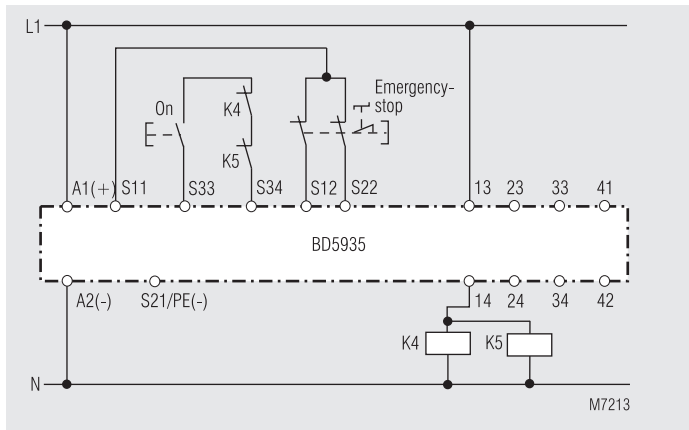 L1
Emergency-
stop
On
K4
K5
A1(+) S11 S33 S34 S12 S22 13 23 33 41
BD5935
A2(-) S21/PE(-) 14 24 34 42
K4 K5
N
M7213